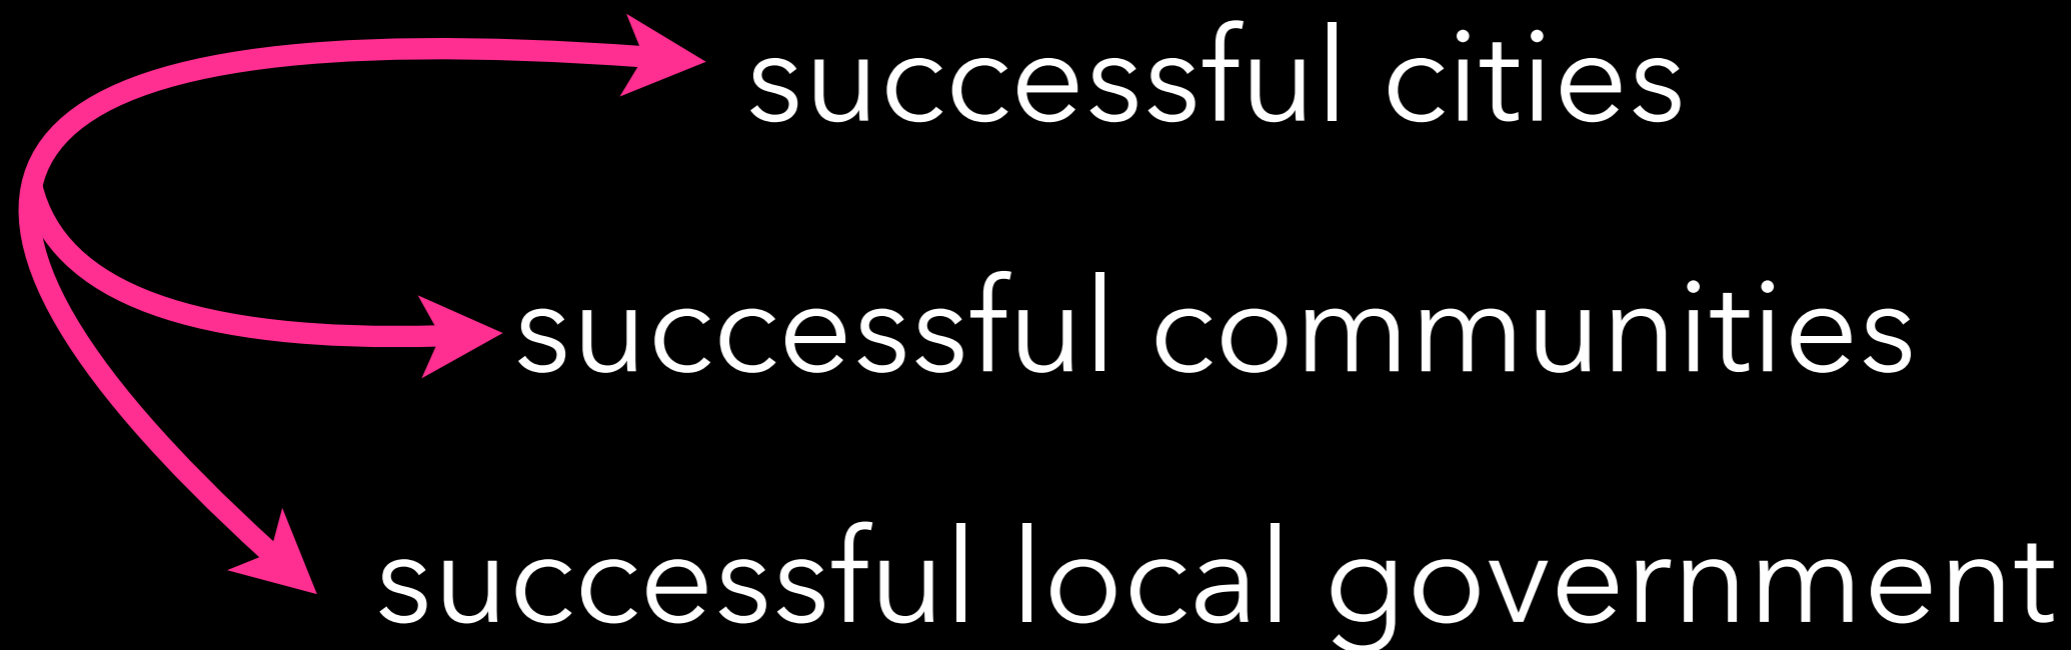 successful cities
successful communities
successful local government